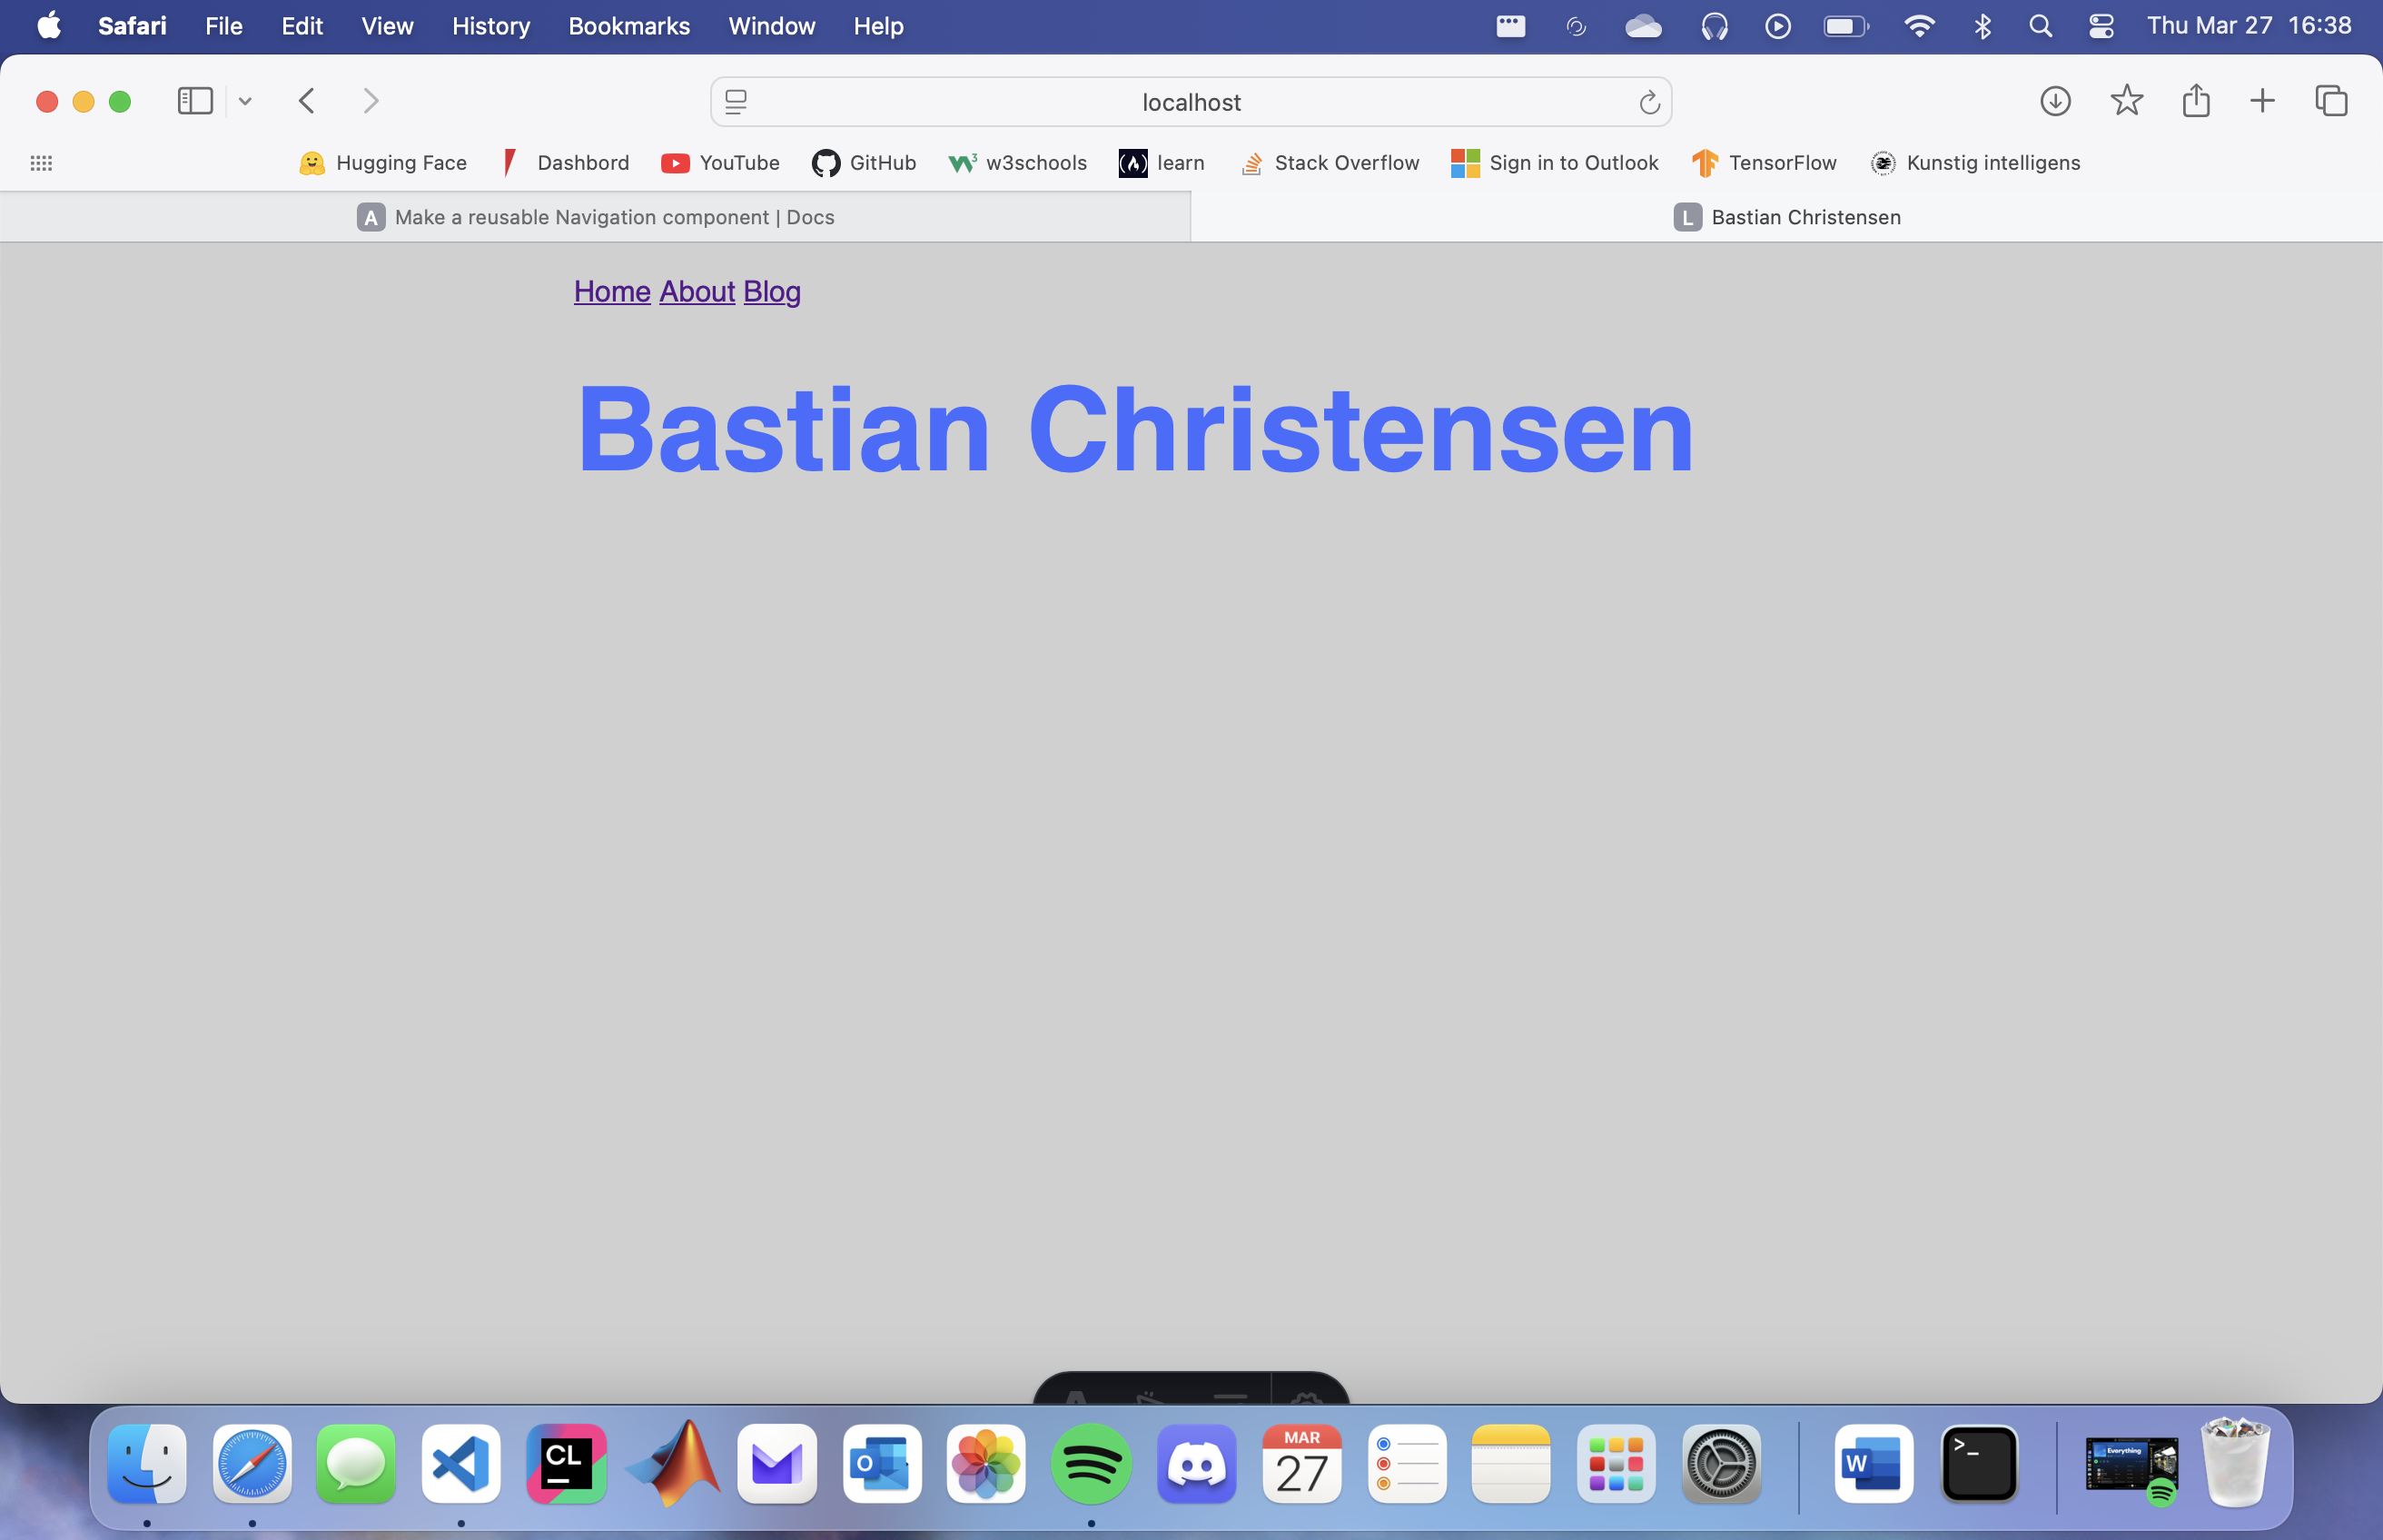 Safari File Edit View History Bookmarks Window Help Thu Mar 27 16:38
localhost
Hugging Face Dashbord YouTube GitHub W3 w3schools learn Stack Overflow Sign in to Outlook TensorFlow Kunstig intelligens
A Make a reusable Navigation component | Docs L Bastian Christensen
Home About Blog
Bastian Christensen
CL O MAR 27 W >_ Everything